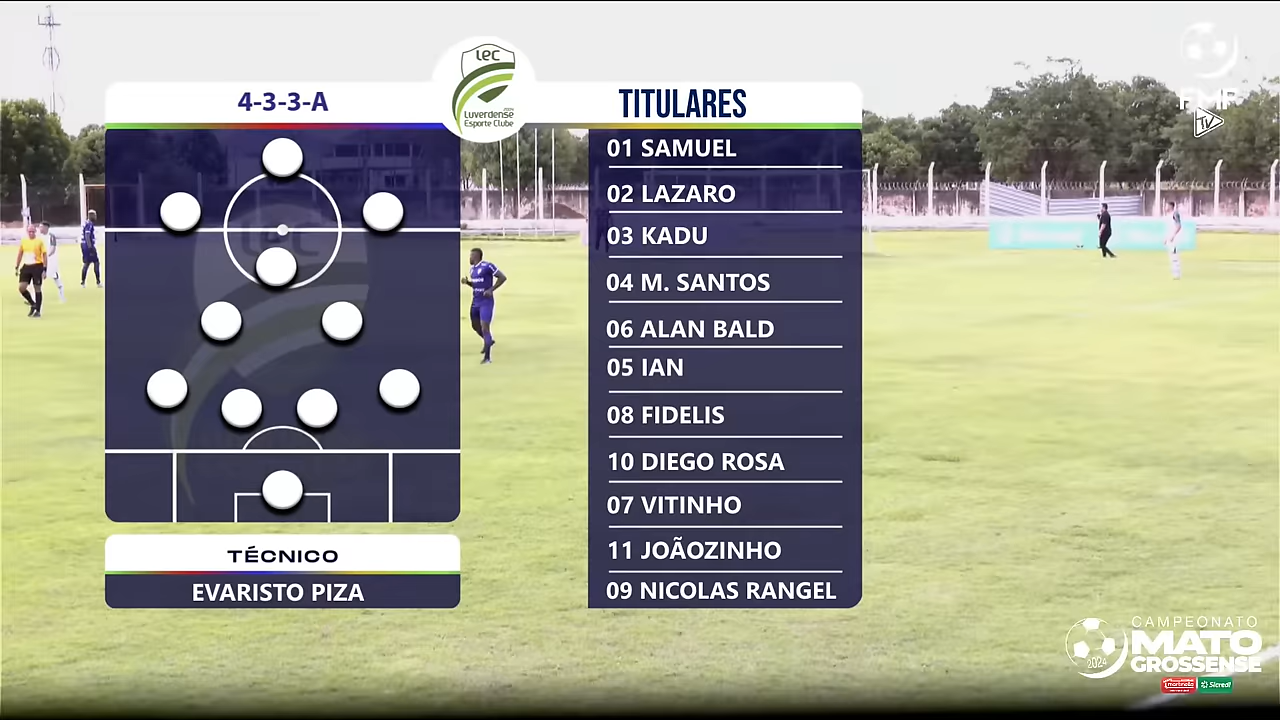 4-3-3-A
LEC
Luverdense
Esporte Clube
TITULARES
01 SAMUEL
02 LAZARO
03 KADU
04 M. SANTOS
06 ALAN BALD
05 IAN
08 FIDELIS
10 DIEGO ROSA
07 VITINHO
11 JOÃOZINHO
09 NICOLAS RANGEL
TÉCNICO
EVARISTO PIZA
FMF
TV
CAMPEONATO
MATO
GROSSENSE
2024
martinello
Sicredi